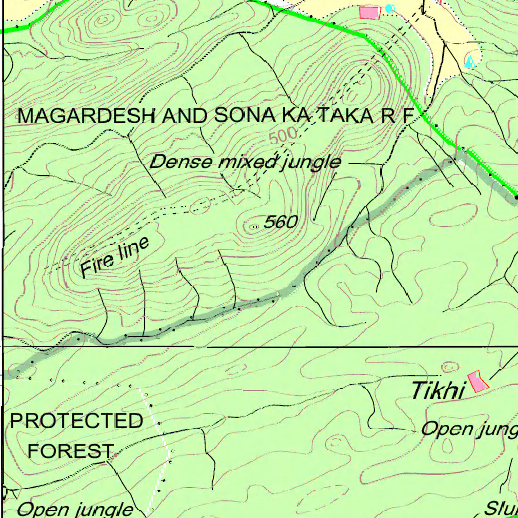 MAGARDESH AND SONA KA TAKA R F
500
Dense mixed jungle
560
Fire line
Tikhi
PROTECTED
FOREST
Open jung
Open jungle
Slu